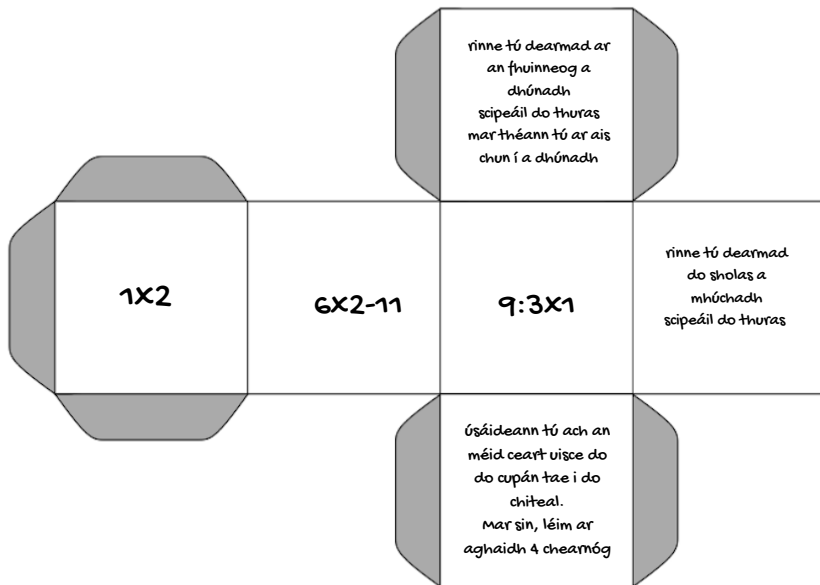 rinne tú dearmad ar
an fhuinneog a
dhúnadh
scipeáil do thuras
mar théann tú ar ais
chun í a dhúnadh
1x2
6x2-11
9:3x1
rinne tú dearmad
do sholas a
mhúchadh
scipeáil do thuras
úsáideann tú ach an
méid ceart uisce do
do cupán tae i do
chiteal.
Mar sin, léim ar
aghaidh 4 chearnóg